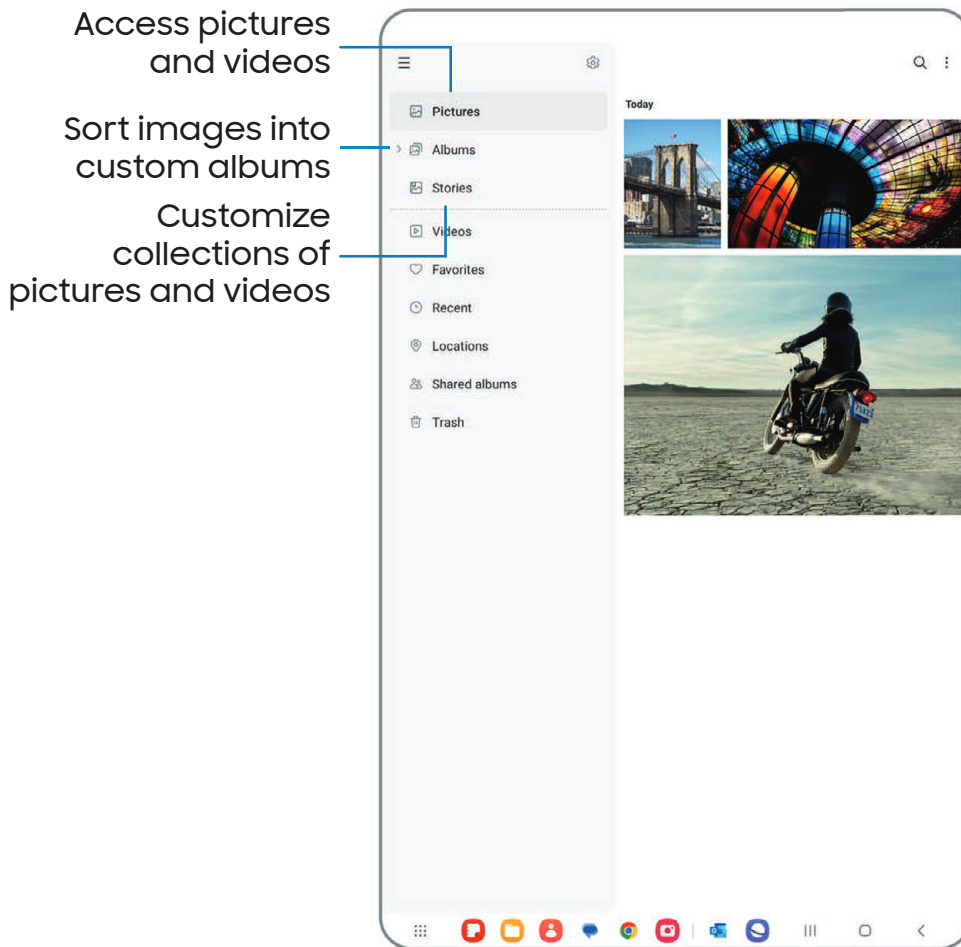 Access pictures
and videos
Sort images into
custom albums
Customize
collections of
pictures and videos
Pictures
Albums
Stories
Videos
Favorites
Recent
Locations
Shared albums
Trash
Today